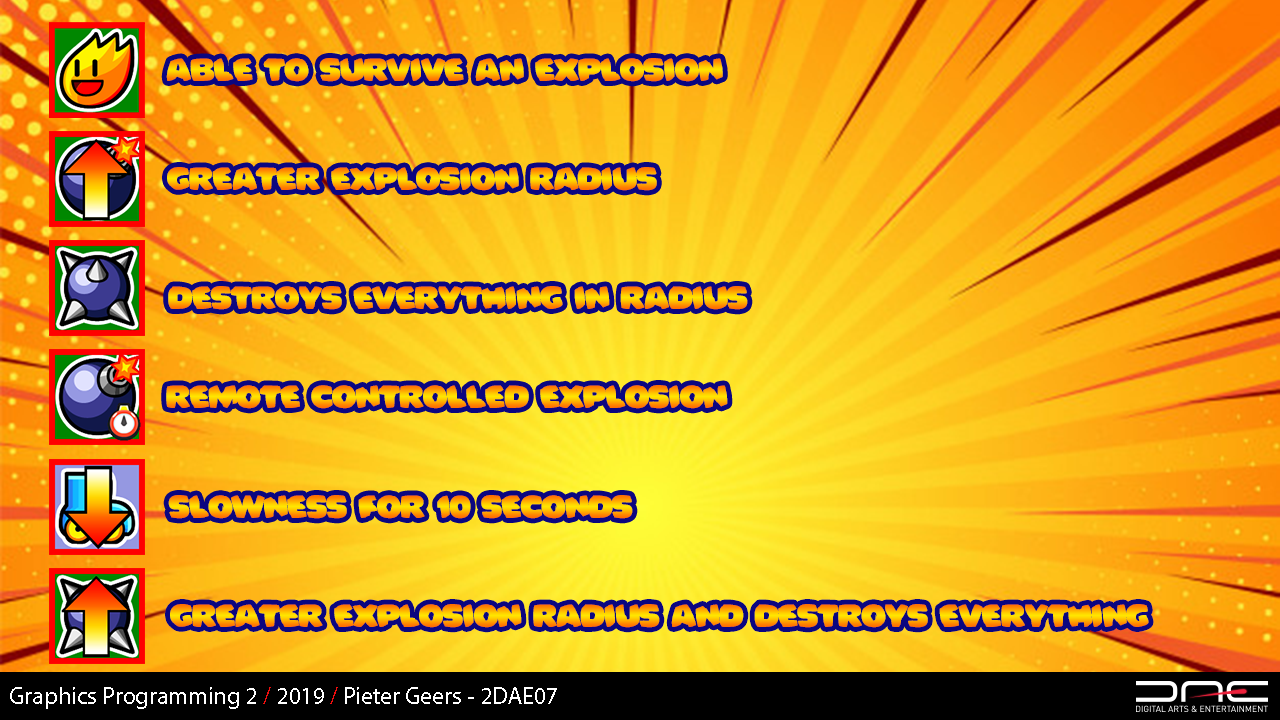 ABLE TO SURVIVE AN EXPLOSION
GREATER EXPLOSION RADIUS
DESTROYS EVERYTHING IN RADIUS
REMOTE CONTROLLED EXPLOSION
SLOWNESS FOR 10 SECONDS
GREATER EXPLOSION RADIUS AND DESTROYS EVERYTHING
Graphics Programming 2 / 2019 / Pieter Geers - 2DAE07
DAE
DIGITAL ARTS & ENTERTAINMENT